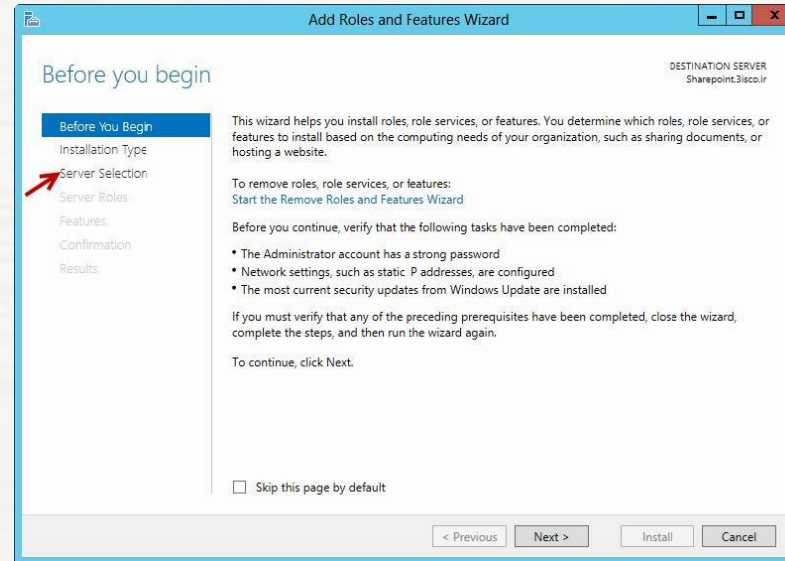 Add Roles and Features Wizard
Before you begin
DESTINATION SERVER
Sharepoint.3isco.ir
Before You Begin
Installation Type
Server Selection
Server Roles
Features
Confirmation
Results
This wizard helps you install roles, role services, or features. You determine which roles, role services, or
features to install based on the computing needs of your organization, such as sharing documents, or
hosting a website.
To remove roles, role services, or features:
Start the Remove Roles and Features Wizard
Before you continue, verify that the following tasks have been completed:
• The Administrator account has a strong password
• Network settings, such as static P addresses, are configured
• The most current security updates from Windows Update are installed
If you must verify that any of the preceding prerequisites have been completed, close the wizard,
complete the steps, and then run the wizard again.
To continue, click Next.
Skip this page by default
< Previous
Next >
Install
Cancel